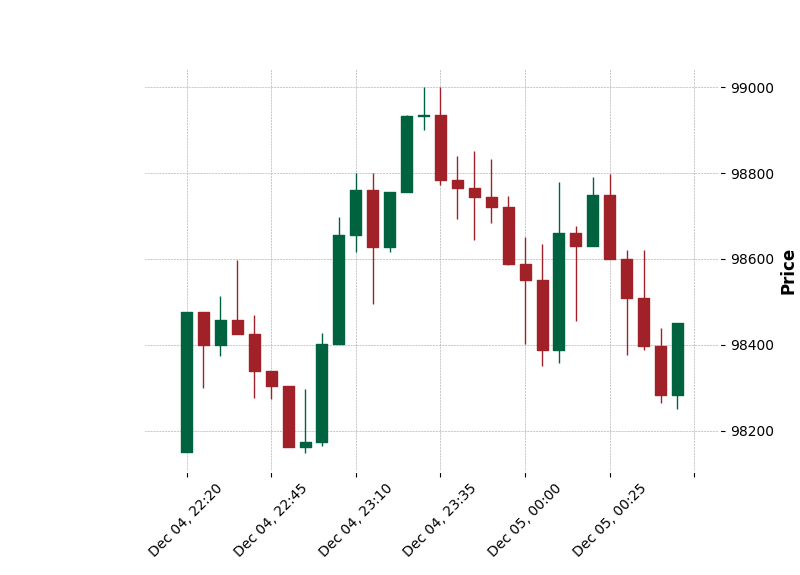 99000
98800
98600
98400
98200
Price
Dec 04, 22:20
Dec 04, 22:45
Dec 04, 23:10
Dec 04, 23:35
Dec 05, 00:00
Dec 05, 00:25